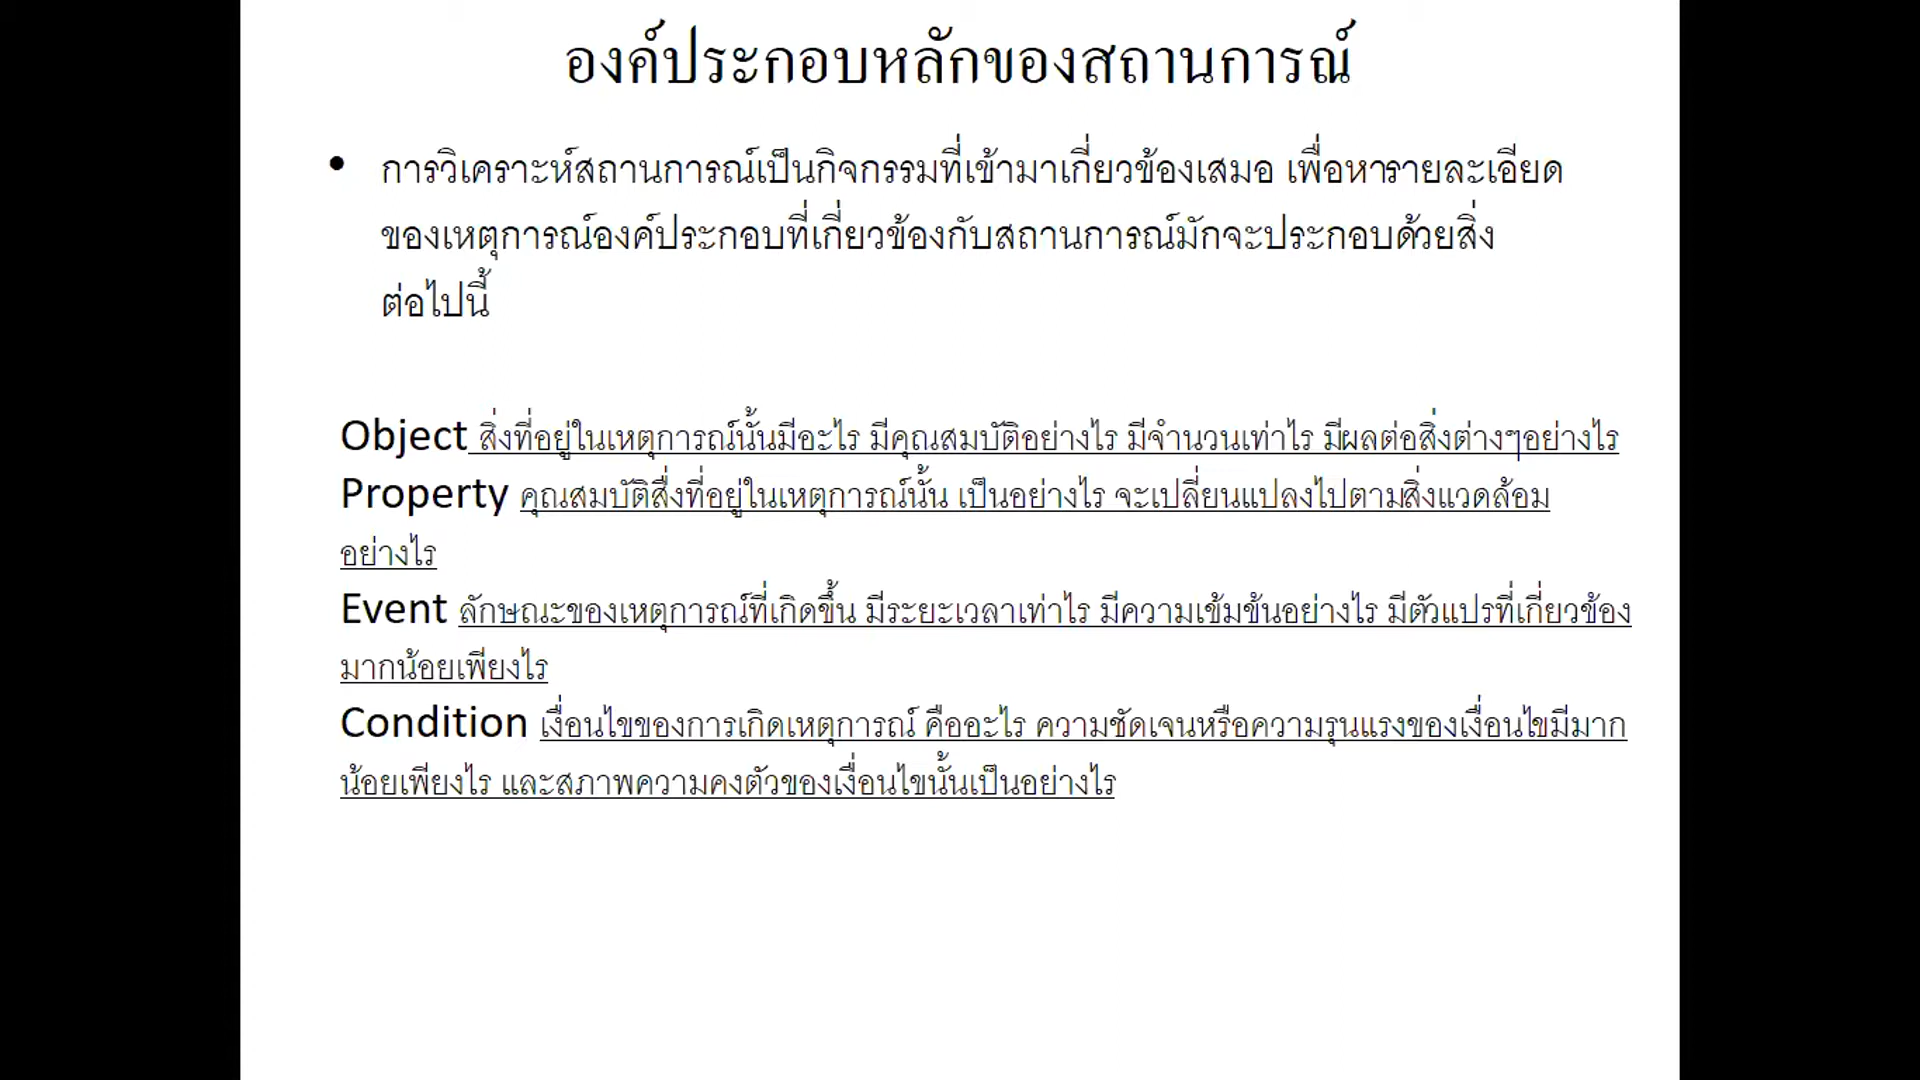 องค์ประกอบหลักของสถานการณ์
• การวิเคราะห์สถานการณ์เป็นกิจกรรมที่เข้ามาเกี่ยวข้องเสมอ เพื่อหารายละเอียด
ของเหตุการณ์องค์ประกอบที่เกี่ยวข้องกับสถานการณ์มักจะประกอบด้วยสิ่ง
ต่อไปนี้
Object สิ่งที่อยู่ในเหตุการณ์นั้นมีอะไร มีคุณสมบัติอย่างไร มีจำนวนเท่าไร มีผลต่อสิ่งต่างๆอย่างไร
Property คุณสมบัติสิ่งที่อยู่ในเหตุการณ์นั้น เป็นอย่างไร จะเปลี่ยนแปลงไปตามสิ่งแวดล้อม
อย่างไร
Event ลักษณะของเหตุการณ์ที่เกิดขึ้น มีระยะเวลาเท่าไร มีความเข้มข้นอย่างไร มีตัวแปรที่เกี่ยวข้อง
มากน้อยเพียงไร
Condition เงื่อนไขของการเกิดเหตุการณ์ คืออะไร ความชัดเจนหรือความรุนแรงของเงื่อนไขมีมาก
น้อยเพียงไร และสภาพความคงตัวของเงื่อนไขนั้นเป็นอย่างไร